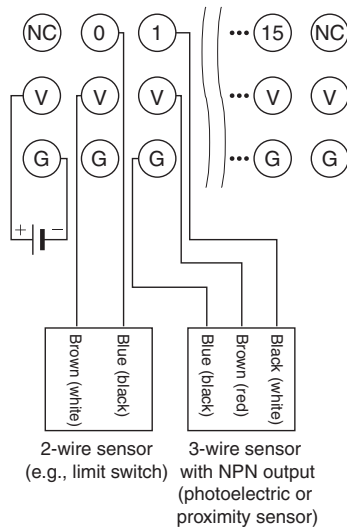 NC 0 1 ••• 15 NC
V V V ••• V V
G G G ••• G G
+ −
Brown (white)
Blue (black)
Blue (black)
Brown (red)
Black (white)
2-wire sensor
(e.g., limit switch)
3-wire sensor
with NPN output
(photoelectric or
proximity sensor)